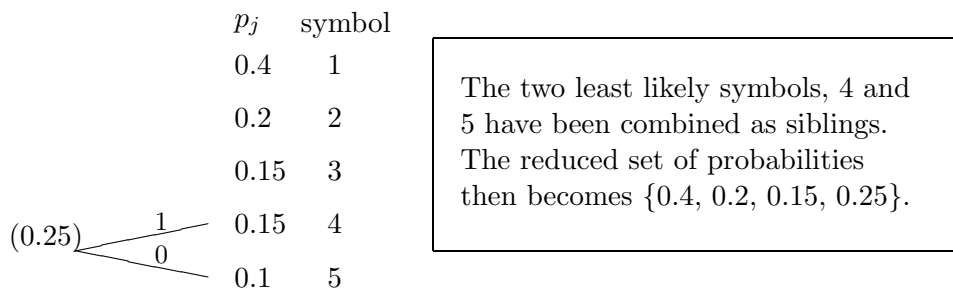 p_j symbol
0.4 1
0.2 2
0.15 3
(0.25) 1 0.15 4
0 0.1 5
The two least likely symbols, 4 and
5 have been combined as siblings.
The reduced set of probabilities
then becomes {0.4, 0.2, 0.15, 0.25}.